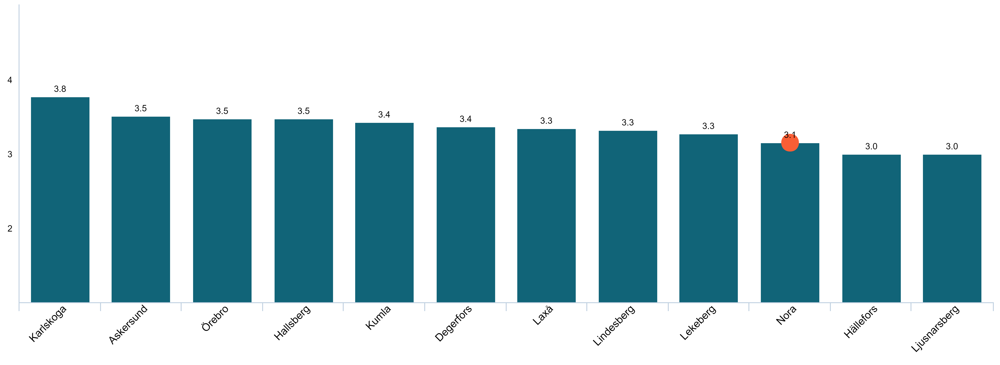 4
3
2
3.8
3.5
3.5
3.5
3.4
3.4
3.3
3.3
3.3
3.1
3.0
3.0
Karlskoga
Askersund
Örebro
Hallsberg
Kumla
Degerfors
Laxå
Lindesberg
Lekeberg
Nora
Hällefors
Ljusnarsberg